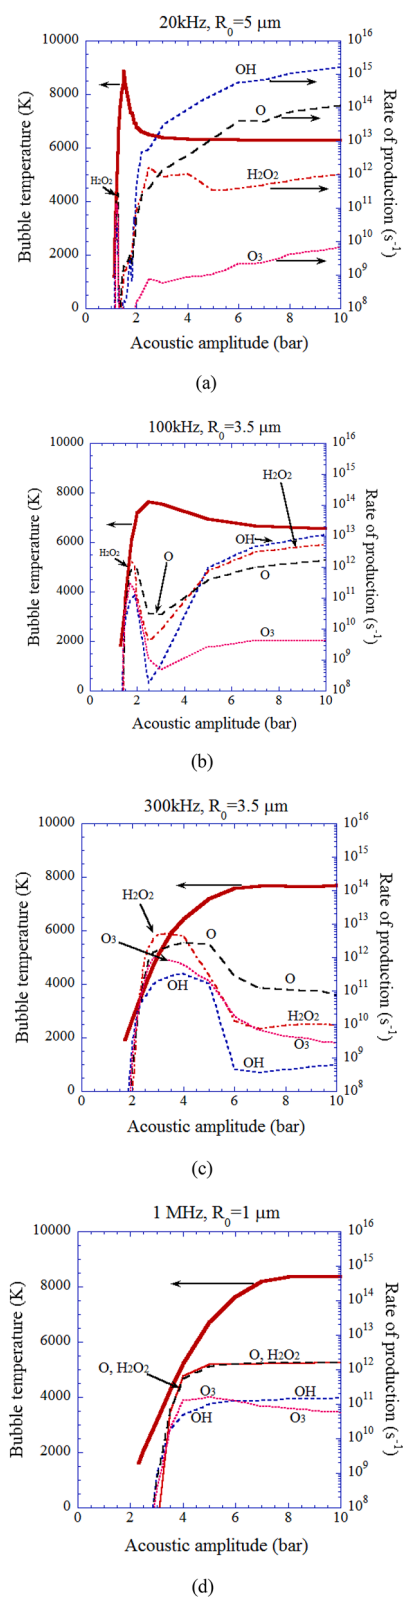 20kHz, R0=5 μm
Bubble temperature (K)
10000
8000
6000
4000
2000
0
OH
O
H2O2
H2O2
O3
10^16
10^15
10^14
10^13
10^12
10^11
10^10
10^9
10^8
Rate of production (s^-1)
0 2 4 6 8 10
Acoustic amplitude (bar)
(a)
100kHz, R0=3.5 μm
Bubble temperature (K)
10000
8000
6000
4000
2000
0
H2O2
H2O2
O
OH
O
O3
10^16
10^15
10^14
10^13
10^12
10^11
10^10
10^9
10^8
Rate of production (s^-1)
0 2 4 6 8 10
Acoustic amplitude (bar)
(b)
300kHz, R0=3.5 μm
Bubble temperature (K)
10000
8000
6000
4000
2000
0
H2O2
O
O3
OH
O
H2O2
O3
OH
10^16
10^15
10^14
10^13
10^12
10^11
10^10
10^9
10^8
Rate of production (s^-1)
0 2 4 6 8 10
Acoustic amplitude (bar)
(c)
1 MHz, R0=1 μm
Bubble temperature (K)
10000
8000
6000
4000
2000
0
O, H2O2
O, H2O2
O3
OH
OH
O3
10^16
10^15
10^14
10^13
10^12
10^11
10^10
10^9
10^8
Rate of production (s^-1)
0 2 4 6 8 10
Acoustic amplitude (bar)
(d)